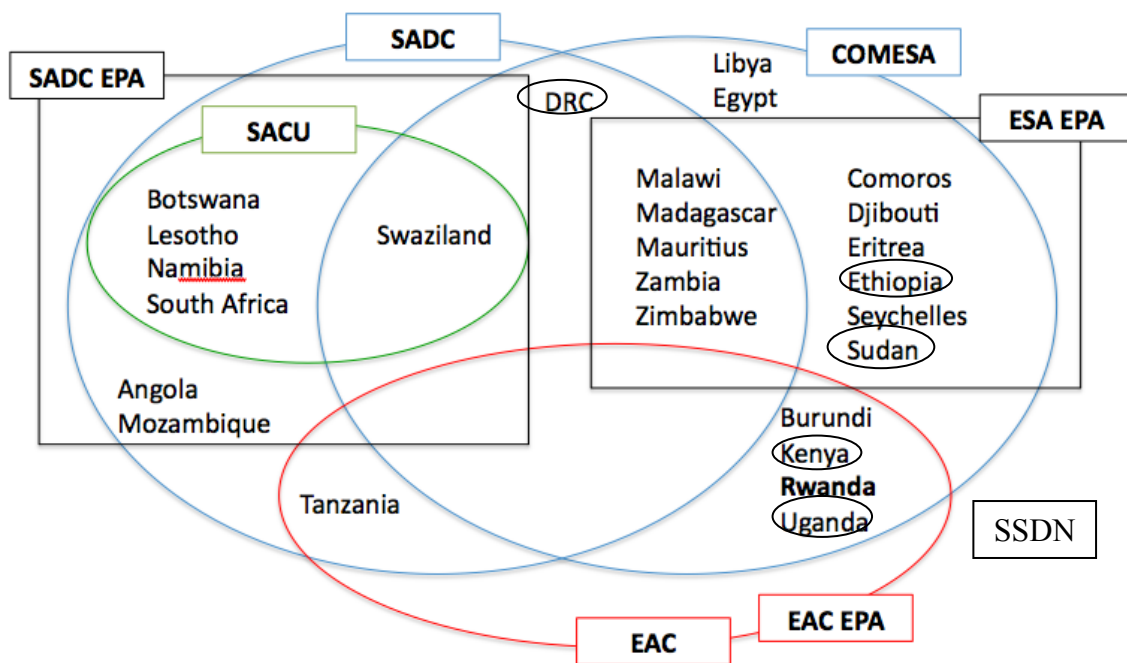 SADC
COMESA
SADC EPA
Libya
Egypt
DRC
ESA EPA
SACU
Botswana
Lesotho
Namibia
South Africa
Swaziland
Malawi
Madagascar
Mauritius
Zambia
Zimbabwe
Comoros
Djibouti
Eritrea
Ethiopia
Seychelles
Sudan
Angola
Mozambique
Burundi
Kenya
Rwanda
Uganda
Tanzania
SSDN
EAC
EAC EPA